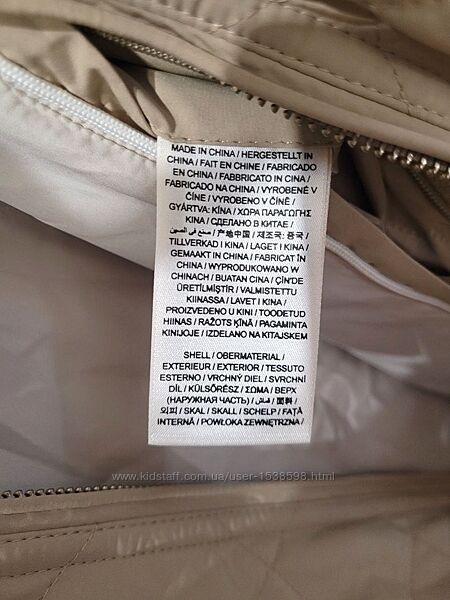 MADE IN CHINA / HERGESTELLT IN
CHINA / FAIT EN CHINE / FABRICADO
EN CHINA / FABBRICATO IN CINA /
FABRICADO NA CHINA / VYROBENÉ V
ČÍNE / VYROBENO V ČÍNĚ /
GYÁRTVA: KÍNA / ΧΩΡΑ ΠΑΡΑΓΩΓΗΣ
ΚΙΝΑ / СДЕЛАНО В КИТАЕ /
صنع في الصين / 产地中国 / 제조국: 중국 /
TILLVERKAD I KINA / LAGET I KINA /
GEMAAKT IN CHINA / FABRICAT ÎN
CHINA / WYPRODUKOWANO W
CHINACH / BUATAN CINA / ÇİN'DE
ÜRETİLMİŞTİR / VALMISTETTU
KIINASSA / LAVET I KINA /
PROIZVEDENO U KINI / TOODETUD
HIINAS / RAŽOTS ĶĪNĀ / PAGAMINTA
KINIJOJE / IZDELANO NA KITAJSKEM
SHELL / OBERMATERIAL /
EXTERIEUR / EXTERIOR / TESSUTO
ESTERNO / VRCHNÝ DIEL / SVRCHNÍ
DÍL / KÜLSŐRÉSZ / ΣΩΜΑ / ВЕРХ
(НАРУЖНАЯ ЧАСТЬ) / قماش / 面料 /
외피 / SKAL / SKALL / SCHELP / FAȚĂ
INTERNĂ / POWŁOKA ZEWNĘTRZNA /
www.kidstaff.com.ua/user-1538598.html